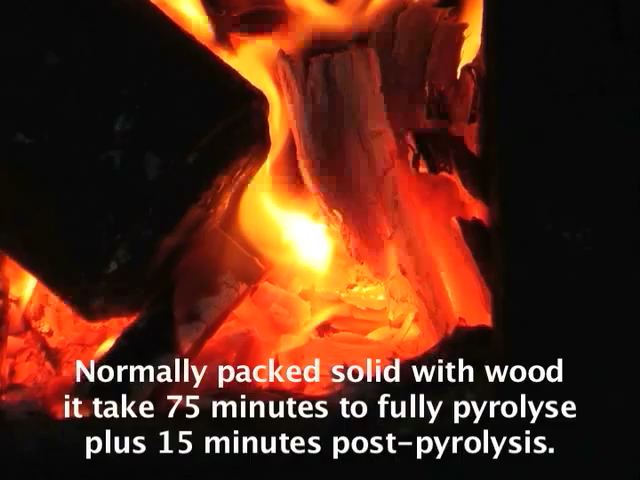 Normally packed solid with wood
it take 75 minutes to fully pyrolyse
plus 15 minutes post-pyrolysis.